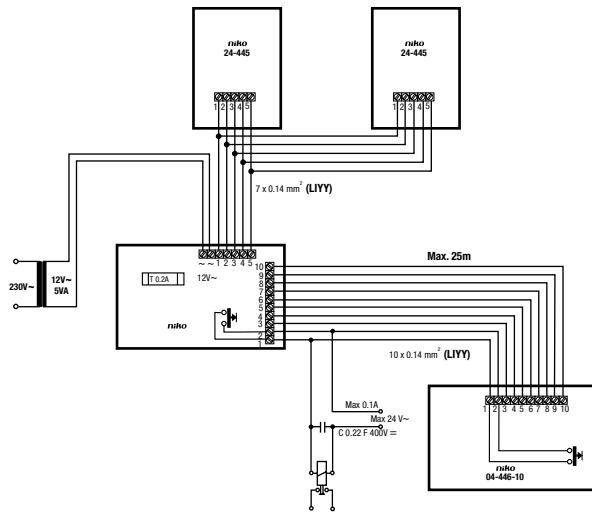 niko
24-445
1 2 3 4 5
niko
24-445
1 2 3 4 5
7 x 0.14 mm² (LIYY)
230V~
12V~
5VA
~ ~ 1 2 3 4 5
T 0.2A
12V~
niko
10
9
8
7
6
5
4
3
2
1
Max. 25m
10 x 0.14 mm² (LIYY)
Max 0.1A
Max 24 V~
C 0.22 F 400V ⎓
1 2 3 4 5 6 7 8 9 10
niko
04-446-10